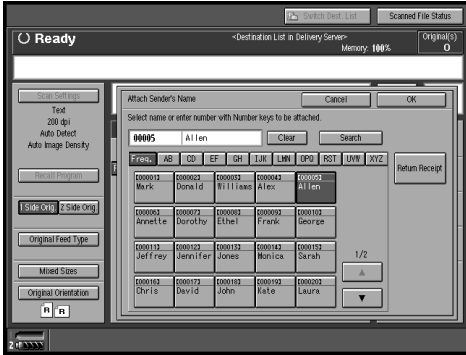 Switch Dest. List
Scanned File Status
Ready
<Destination List in Delivery Server>
Memory: 100%
Original(s)
0
Scan Settings
Text
200 dpi
Auto Detect
Auto Image Density
Recall Program
1 Side Orig.
2 Side Orig.
Original Feed Type
Mixed Sizes
Original Orientation
R R
Attach Sender's Name
Cancel
OK
Select name or enter number with Number keys to be attached.
00005 Allen
Clear
Search
Freq. AB CD EF GH IJK LMN OPQ RST UVW XYZ
Return Receipt
[00001] [00002] [00003] [00004] [00005]
Mark Donald Williams Alex Allen
[00006] [00007] [00008] [00009] [00010]
Annette Dorothy Ethel Frank George
[00011] [00012] [00013] [00014] [00015]
Jeffrey Jennifer Jones Monica Sarah
1/2
[00016] [00017] [00018] [00019] [00020]
Chris David John Kate Laura
2